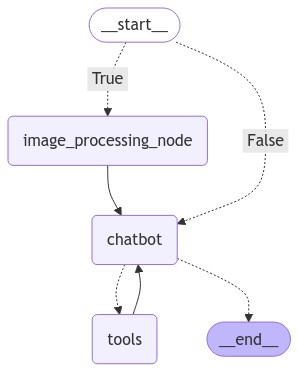 __start__
True
image_processing_node
False
chatbot
tools
__end__